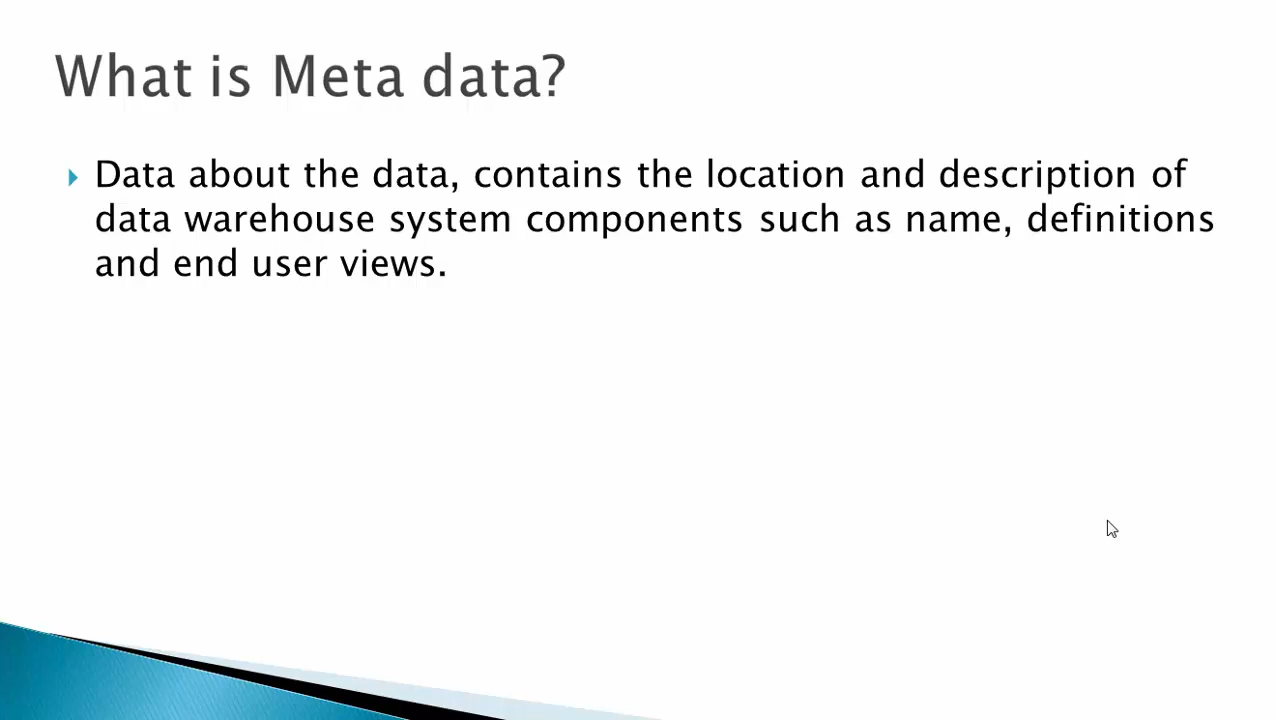 What is Meta data?
Data about the data, contains the location and description of
data warehouse system components such as name, definitions
and end user views.